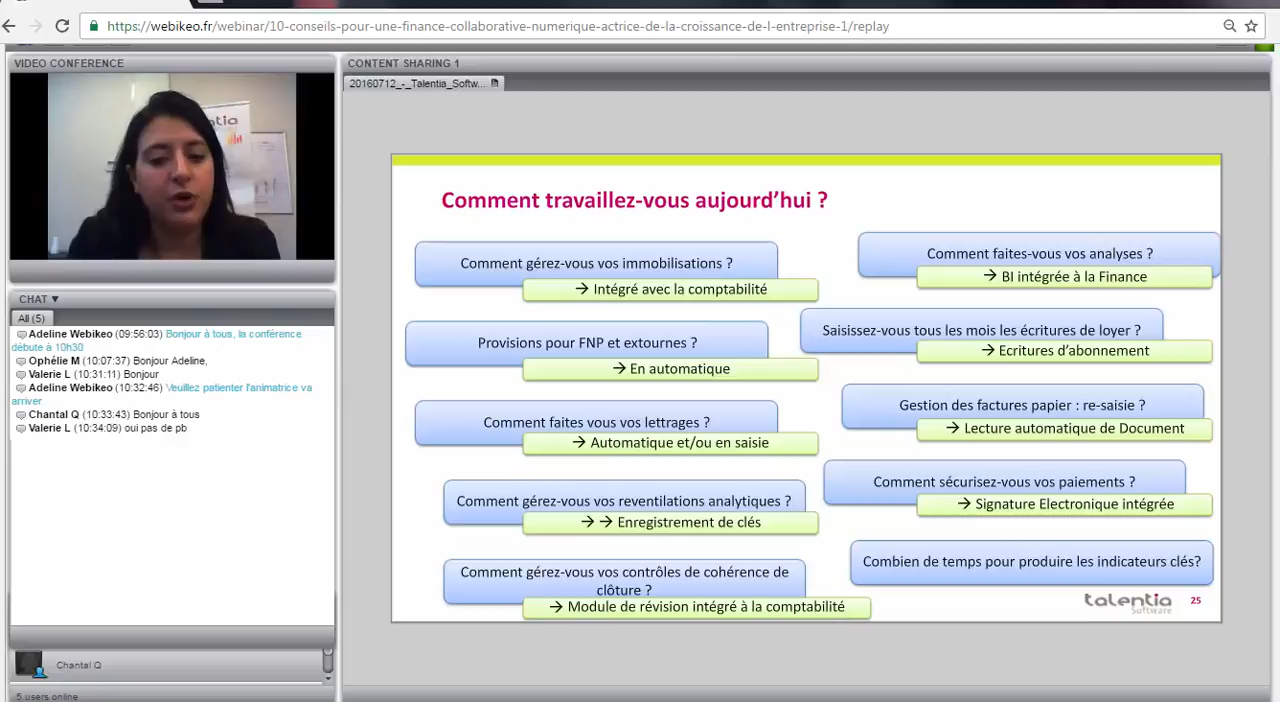 https://webikeo.fr/webinar/10-conseils-pour-une-finance-collaborative-numerique-actrice-de-la-croissance-de-l-entreprise-1/replay
VIDEO CONFERENCE
CHAT ▼
All (5)
Adeline Webikeo (09:56:03) Bonjour à tous, la conférence
débute à 10h30
Ophélie M (10:07:37) Bonjour Adeline,
Valerie L (10:31:11) Bonjour
Adeline Webikeo (10:32:46) Veuillez patienter l'animatrice va
arriver
Chantal Q (10:33:43) Bonjour à tous
Valerie L (10:34:09) oui pas de pb
Chantal Q
5 users online
CONTENT SHARING 1
20160712_-_Talentia_Softw...
Comment travaillez-vous aujourd'hui ?
Comment gérez-vous vos immobilisations ?
→ Intégré avec la comptabilité
Provisions pour FNP et extournes ?
→ En automatique
Comment faites vous vos lettrages ?
→ Automatique et/ou en saisie
Comment gérez-vous vos reventilations analytiques ?
→ → Enregistrement de clés
Comment gérez-vous vos contrôles de cohérence de
clôture ?
→ Module de révision intégré à la comptabilité
Comment faites-vous vos analyses ?
→ BI intégrée à la Finance
Saisissez-vous tous les mois les écritures de loyer ?
→ Ecritures d'abonnement
Gestion des factures papier : re-saisie ?
→ Lecture automatique de Document
Comment sécurisez-vous vos paiements ?
→ Signature Electronique intégrée
Combien de temps pour produire les indicateurs clés?
talentia
Software
25